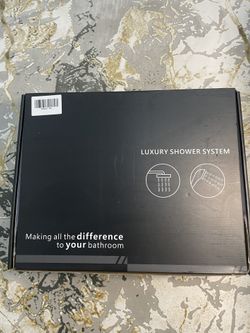 LUXURY SHOWER SYSTEM
Making all the difference
to your bathroom